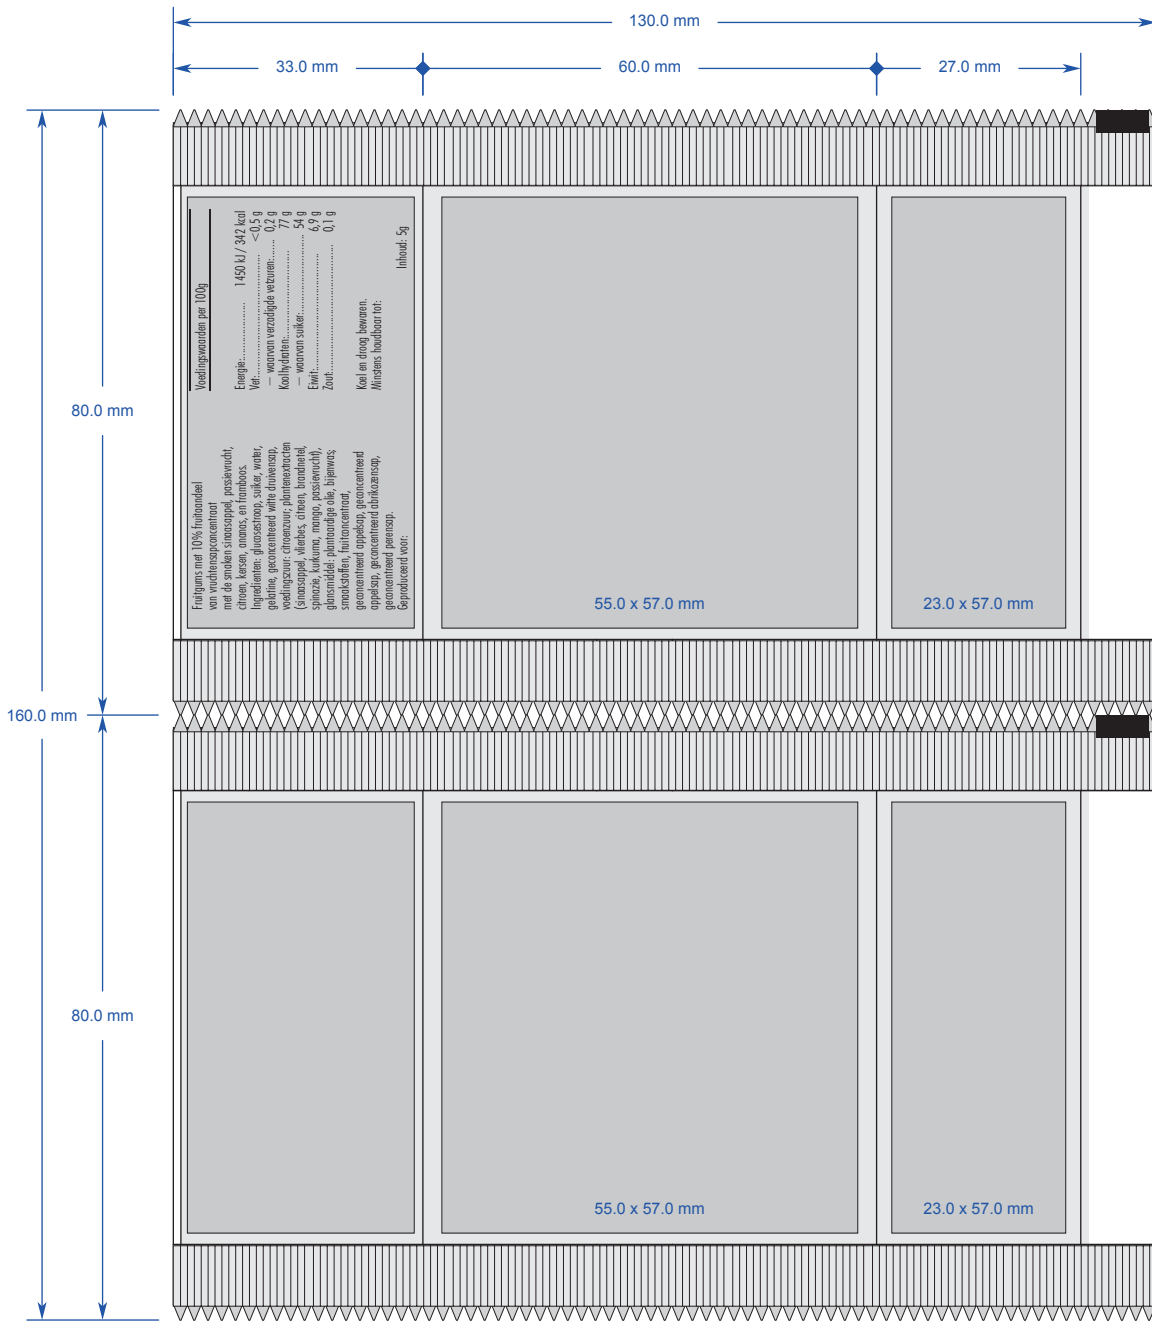 130.0 mm
33.0 mm
60.0 mm
27.0 mm
160.0 mm
80.0 mm
80.0 mm
Voedingswaarden per 100g
Energie:................ 1450 kJ / 342 kcal
Vet:................................... <0,5 g
— waarvan verzadigde vetzuren:....... 0,2 g
Koolhydraten:......................... 77 g
— waarvan suiker:..................... 54 g
Eiwit:................................. 6,9 g
Zout:................................. 0,1 g
Koel en droog bewaren.
Minstens houdbaar tot:
Inhoud: 5g
Fruitgums met 10% fruitaandeel
van vruchtensapconcentraat
met de smaken sinaasappel, passievrucht,
citroen, kersen, ananas, en framboos.
Ingredienten: glucosestroop, suiker, water,
gelatine, geconcentreerd witte druivensap,
voedingszuur: citroenzuur; plantenextracten
(sinaasappel, vlierbes, citroen, brandnetel,
spinazie, kurkuma, mango, passievrucht),
glansmiddel: plantaardige olie, bijenwas;
smaakstoffen, fruitconcentraat,
geconcentreerd appelsap, geconcentreerd
appelsap, geconcentreerd abrikozensap,
geconcentreerd perensap.
Geproduceerd voor:
55.0 x 57.0 mm
23.0 x 57.0 mm
55.0 x 57.0 mm
23.0 x 57.0 mm